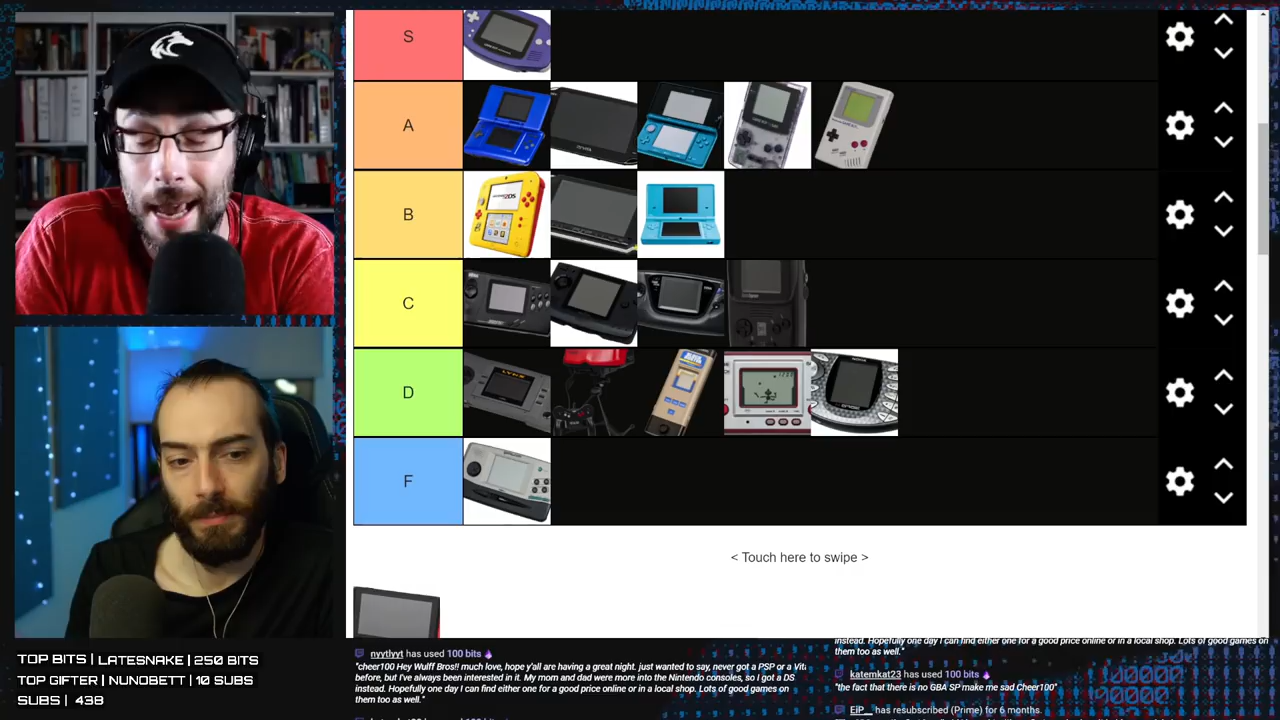 S
A
B
C
D
F
< Touch here to swipe >
TOP BITS | LATESNAKE | 250 BITS
TOP GIFTER | NUNOBETT | 10 SUBS
SUBS | 438
nyytlyvt has used 100 bits
"cheer100 Hey Wulff Bros!! much love, hope y'all are having a great night. just wanted to say, never got a PSP or a Vita
before, but I've always been interested in it. My mom and dad were more into the Nintendo consoles, so I got a DS
instead. Hopefully one day I can find either one for a good price online or in a local shop. Lots of good games on
them too as well."
instead. Hopefully one day I can find either one for a good price online or in a local shop. Lots of good games on
them too as well."
katemkat23 has used 100 bits
"the fact that there is no GBA SP make me sad Cheer100"
EiP__ has resubscribed (Prime) for 6 months.